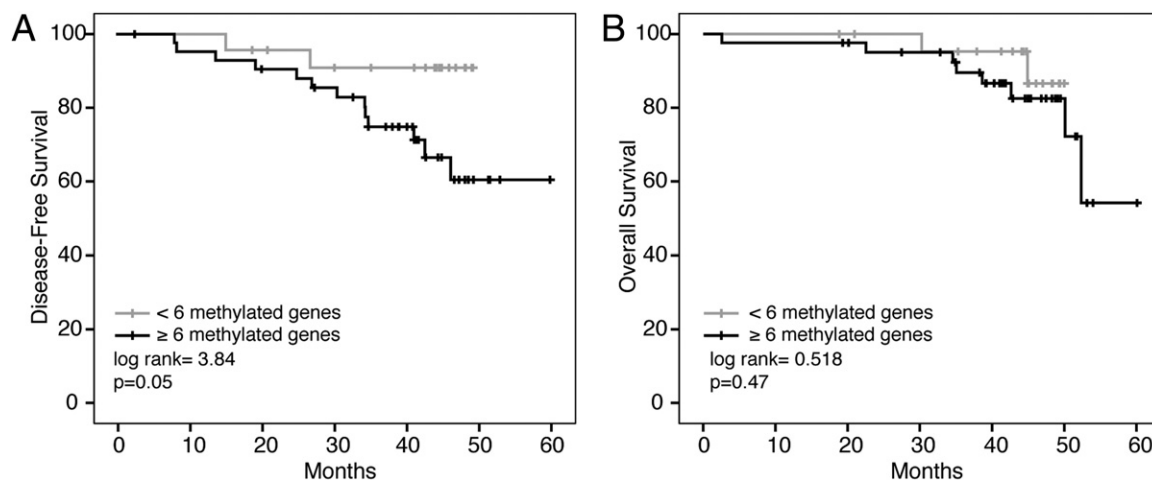 A
Disease-Free Survival
100
80
60
40
20
0
< 6 methylated genes
≥ 6 methylated genes
log rank= 3.84
p=0.05
0 10 20 30 40 50 60
Months
B
Overall Survival
100
80
60
40
20
0
< 6 methylated genes
≥ 6 methylated genes
log rank= 0.518
p=0.47
0 10 20 30 40 50 60
Months